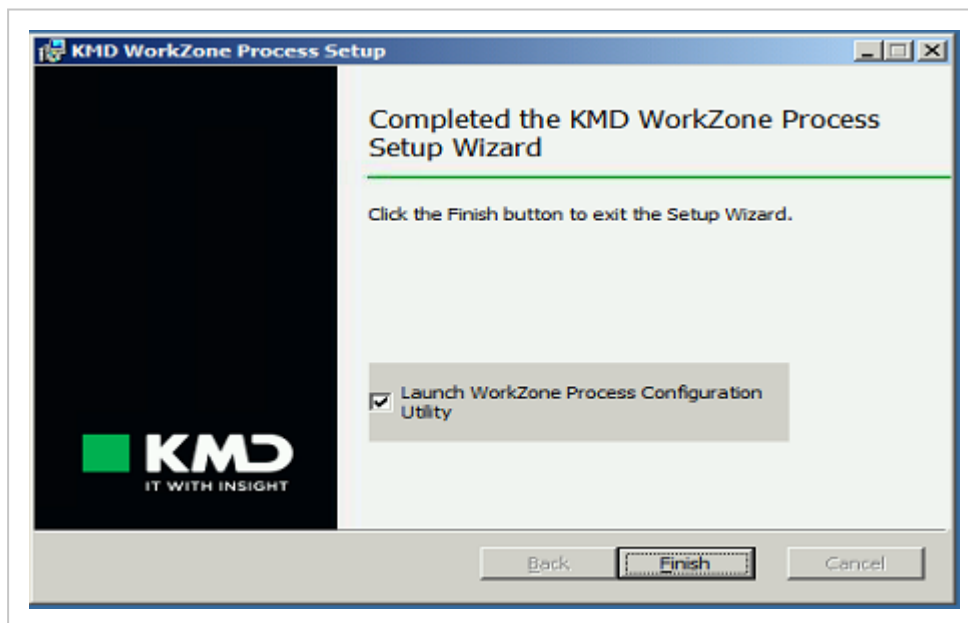 KMD WorkZone Process Setup
Completed the KMD WorkZone Process
Setup Wizard
Click the Finish button to exit the Setup Wizard.
Launch WorkZone Process Configuration
Utility
KMD
IT WITH INSIGHT
Back
Finish
Cancel